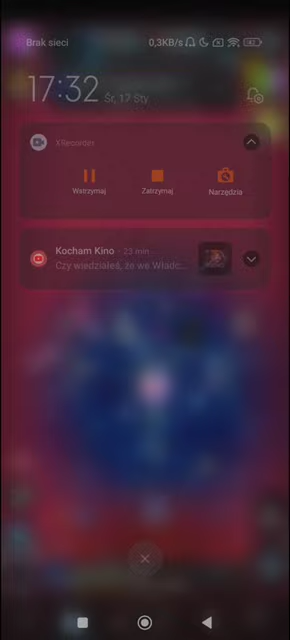 Brak sieci 0,3KB/s
17:32 Śr, 17 Sty
XRecorder
Wstrzymaj Zatrzymaj Narzędzia
Kocham Kino · 23 min
Czy wiedziałeś, że we Władc...